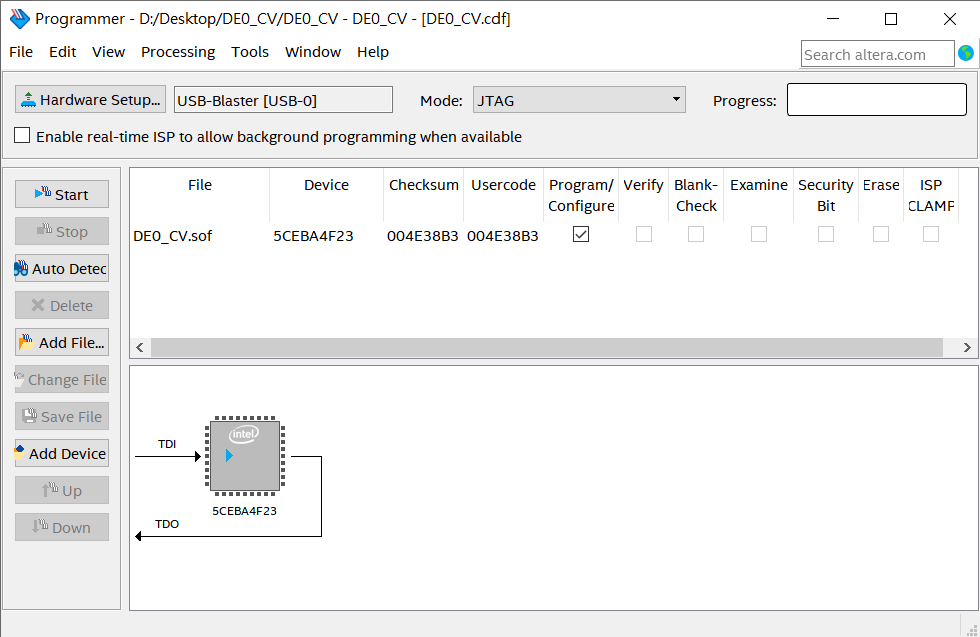 Programmer - D:/Desktop/DE0_CV/DE0_CV - DE0_CV - [DE0_CV.cdf]
File Edit View Processing Tools Window Help
Search altera.com
Hardware Setup... USB-Blaster [USB-0] Mode: JTAG Progress:
Enable real-time ISP to allow background programming when available
Start
Stop
Auto Detec
Delete
Add File...
Change File
Save File
Add Device
Up
Down
File Device Checksum Usercode Program/ Verify Blank- Examine Security Erase ISP
Configure Check Bit CLAMP
DE0_CV.sof 5CEBA4F23 004E38B3 004E38B3
intel
TDI
5CEBA4F23
TDO